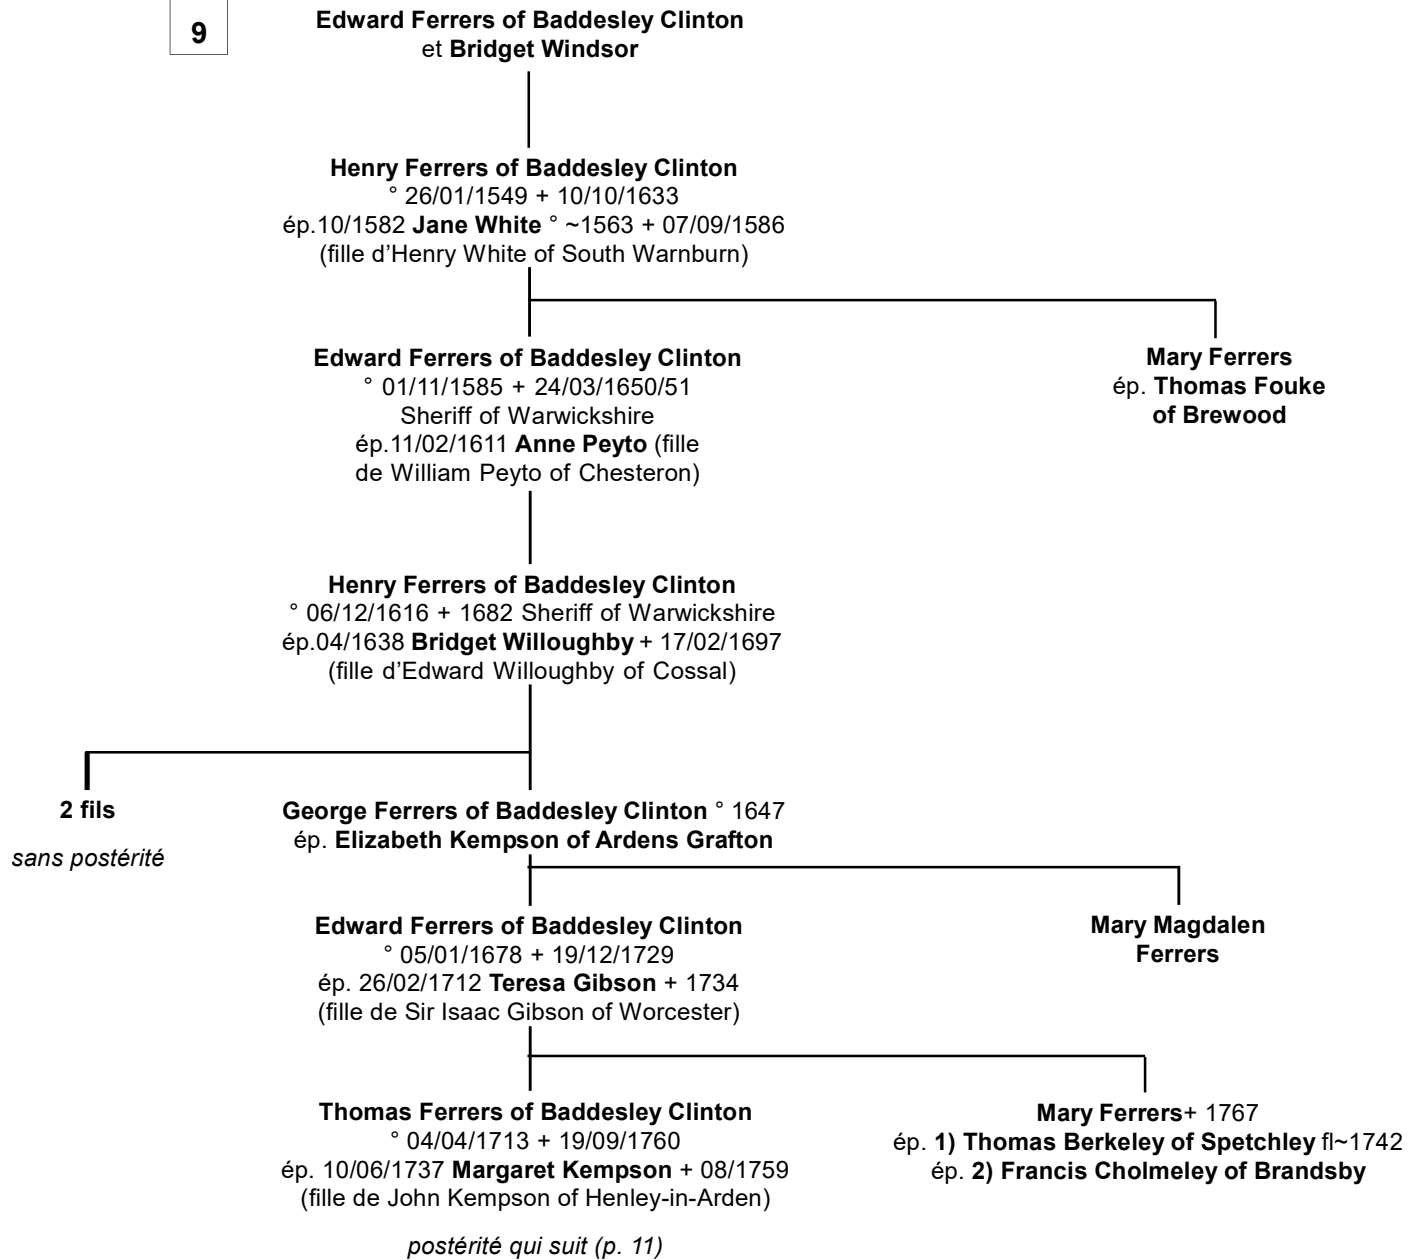 9
Edward Ferrers of Baddesley Clinton
et Bridget Windsor
Henry Ferrers of Baddesley Clinton
° 26/01/1549 + 10/10/1633
ép.10/1582 Jane White ° ~1563 + 07/09/1586
(fille d’Henry White of South Warnburn)
Edward Ferrers of Baddesley Clinton
° 01/11/1585 + 24/03/1650/51
Sheriff of Warwickshire
ép.11/02/1611 Anne Peyto (fille
de William Peyto of Chesteron)
Mary Ferrers
ép. Thomas Fouke
of Brewood
Henry Ferrers of Baddesley Clinton
° 06/12/1616 + 1682 Sheriff of Warwickshire
ép.04/1638 Bridget Willoughby + 17/02/1697
(fille d’Edward Willoughby of Cossal)
2 fils
sans postérité
George Ferrers of Baddesley Clinton ° 1647
ép. Elizabeth Kempson of Ardens Grafton
Edward Ferrers of Baddesley Clinton
° 05/01/1678 + 19/12/1729
ép. 26/02/1712 Teresa Gibson + 1734
(fille de Sir Isaac Gibson of Worcester)
Mary Magdalen
Ferrers
Thomas Ferrers of Baddesley Clinton
° 04/04/1713 + 19/09/1760
ép. 10/06/1737 Margaret Kempson + 08/1759
(fille de John Kempson of Henley-in-Arden)
postérité qui suit (p. 11)
Mary Ferrers+ 1767
ép. 1) Thomas Berkeley of Spetchley fl~1742
ép. 2) Francis Cholmeley of Brandsby